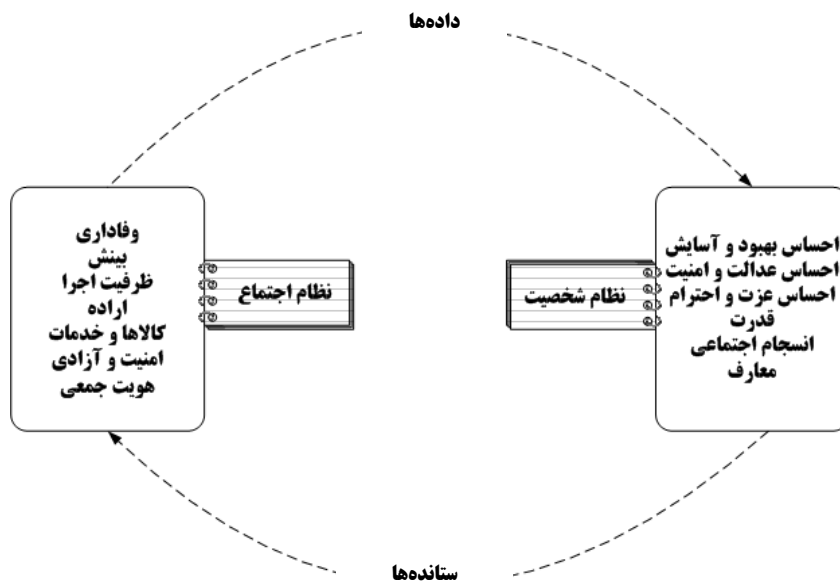 داده‌ها
احساس بهبود و آسایش
احساس عدالت و امنیت
احساس عزت و احترام
قدرت
انسجام اجتماعی
معارف
نظام شخصیت
نظام اجتماع
وفاداری
بینش
ظرفیت اجرا
اراده
کالاها و خدمات
امنیت و آزادی
هویت جمعی
ستانده‌ها